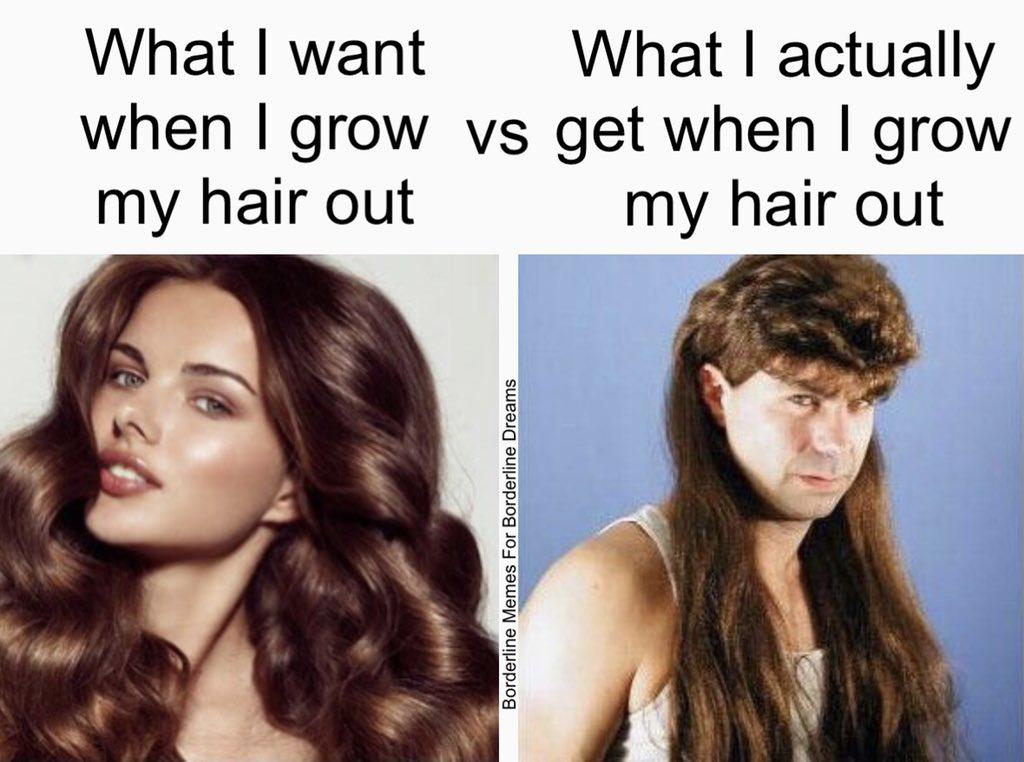 What I want
when I grow
my hair out
vs
What I actually
get when I grow
my hair out
Borderline Memes For Borderline Dreams